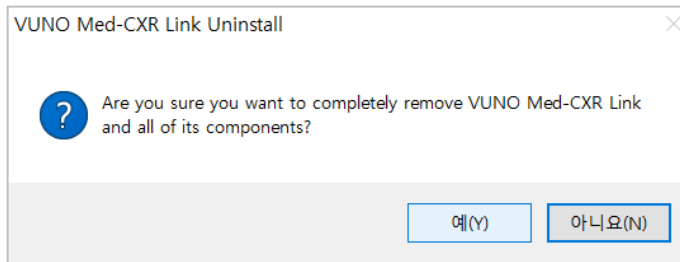 VUNO Med-CXR Link Uninstall
Are you sure you want to completely remove VUNO Med-CXR Link
and all of its components?
예(Y)
아니요(N)